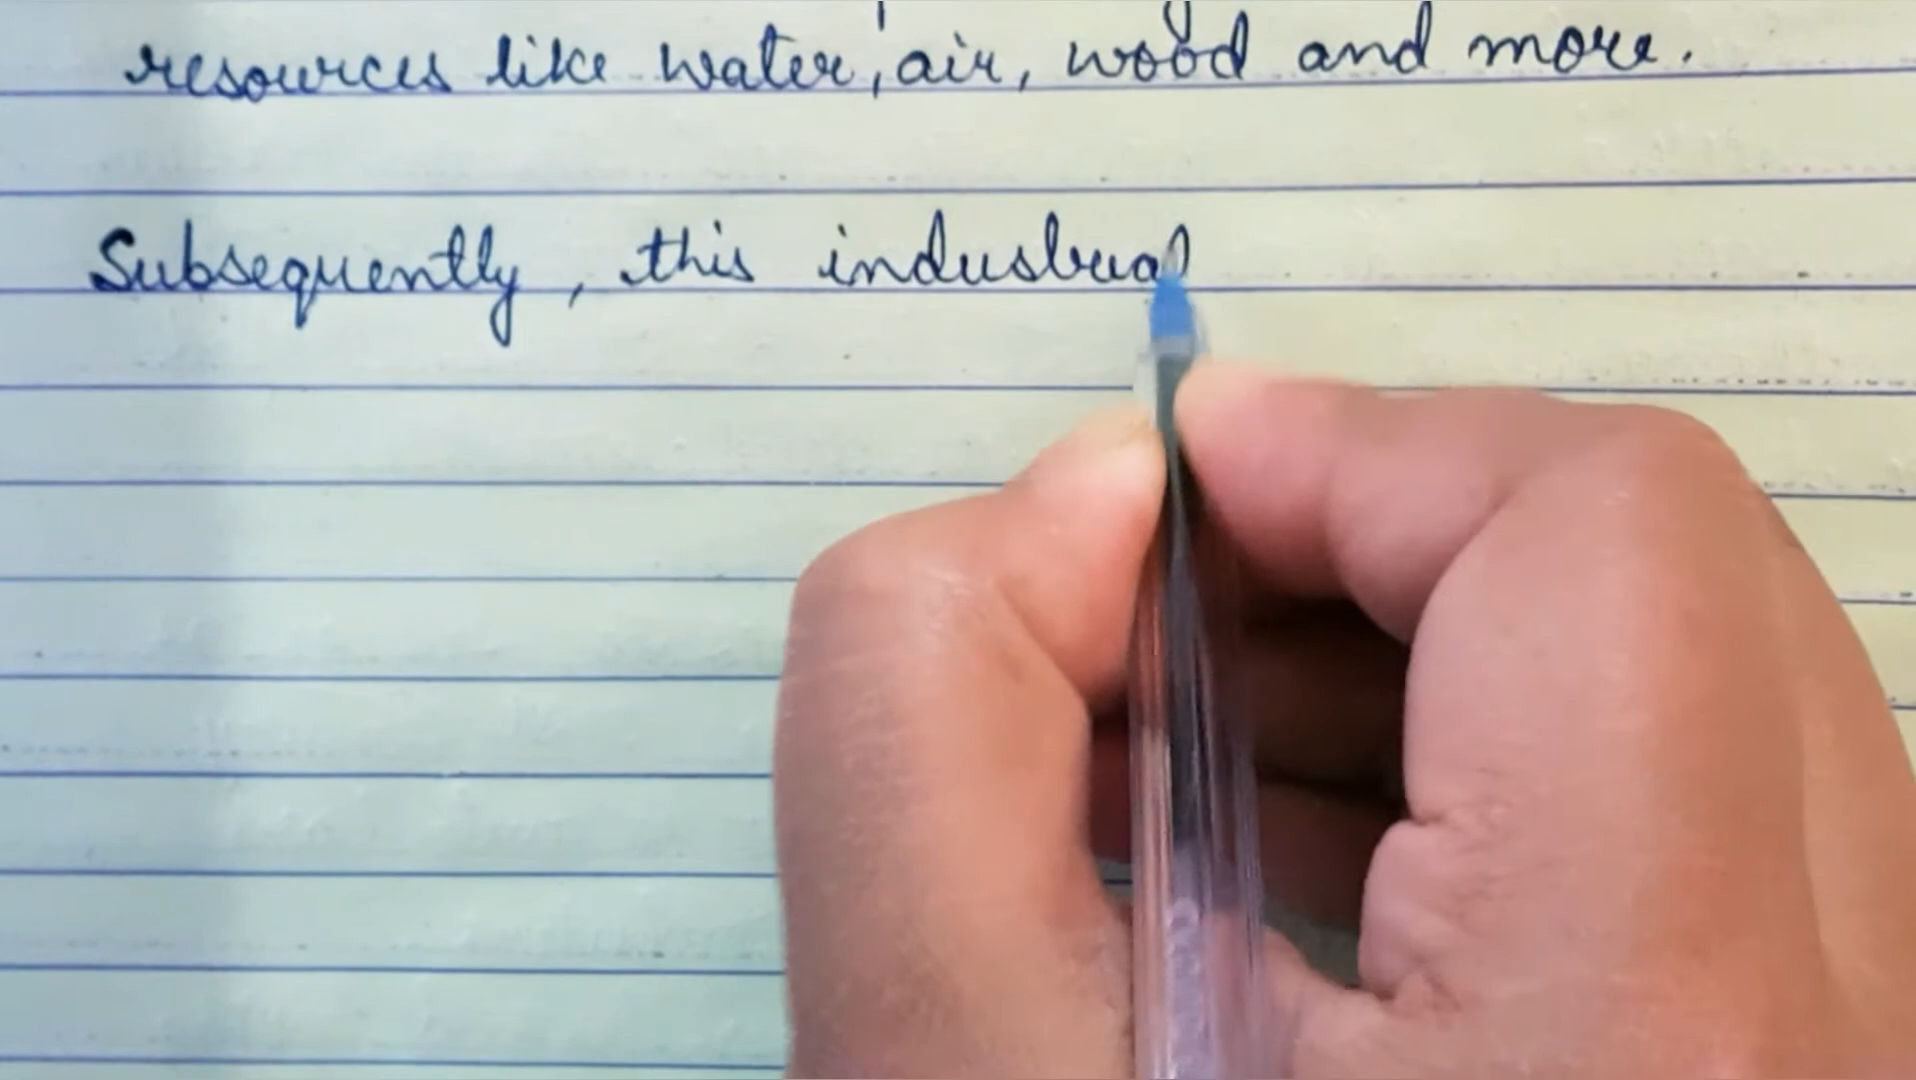 resources like water, air, wood and more.
Subsequently, this industrial